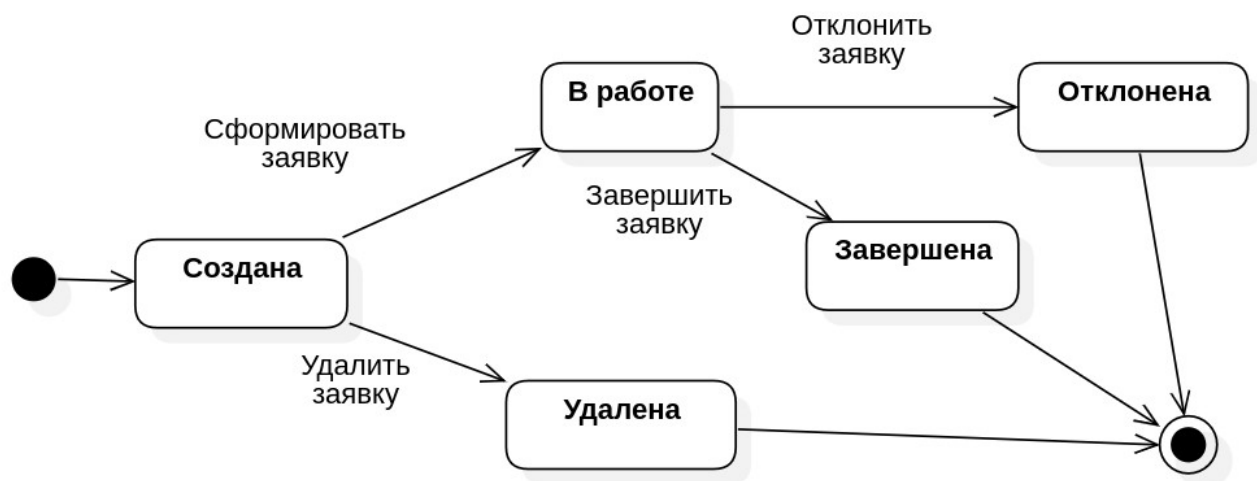 Отклонить
заявку
В работе
Отклонена
Сформировать
заявку
Завершить
заявку
Завершена
Создана
Удалить
заявку
Удалена